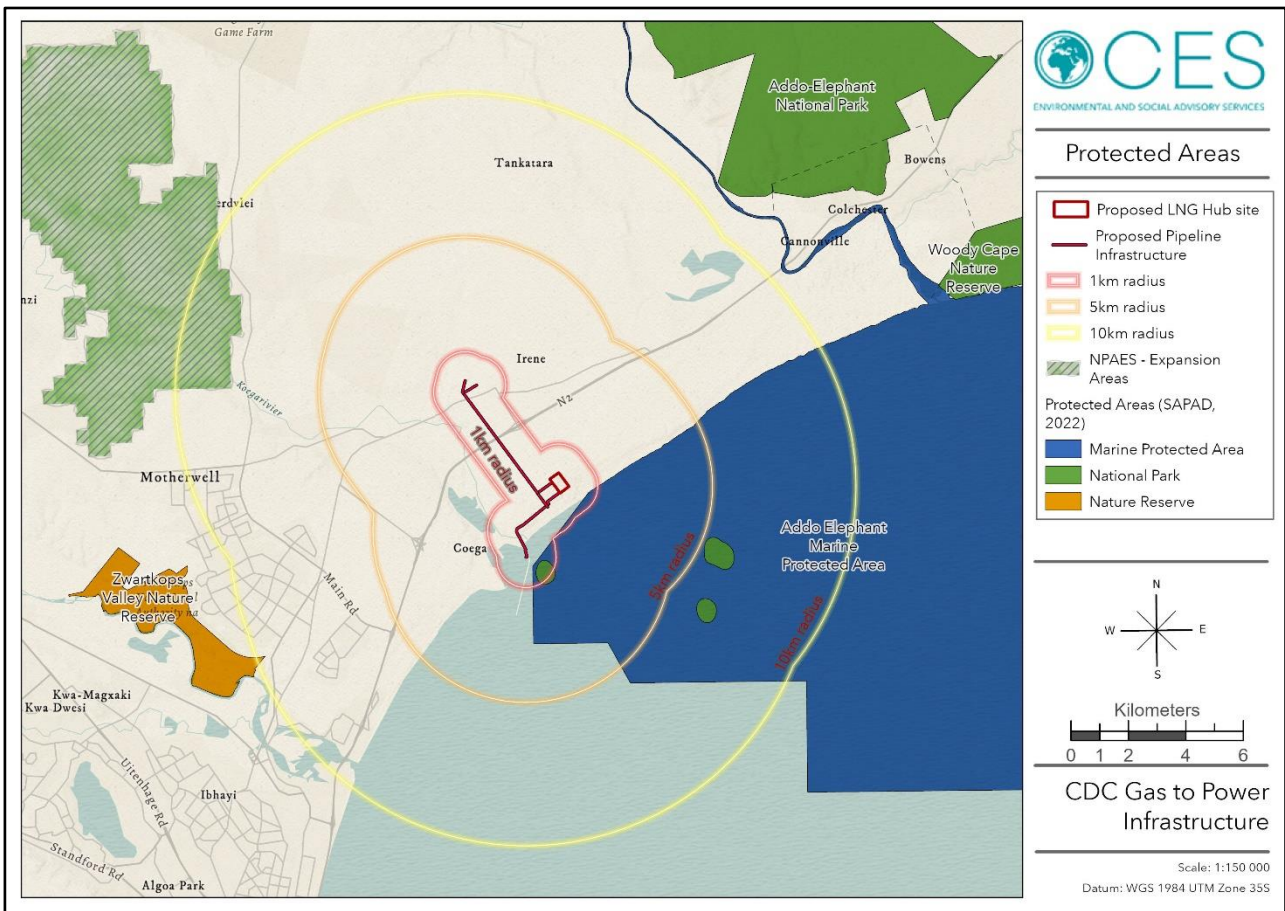 Game Farm
Addo-Elephant
National Park
Tankatara
Bowens
erdvlei
Colchester
Cannonville
Woody Cape
Nature
Reserve
nzi
Irene
Koegarivier
N2
1km radius
Motherwell
Addo Elephant
Marine
Protected Area
Coega
5km radius
Main Rd
Zwartkops
Valley Nature
Reserve
10km radius
Kwa-Magxaki
Kwa Dwesi
Uitenhage Rd
Ibhayi
Standford Rd
Algoa Park
CES
ENVIRONMENTAL AND SOCIAL ADVISORY SERVICES
Protected Areas
Proposed LNG Hub site
Proposed Pipeline
Infrastructure
1km radius
5km radius
10km radius
NPAES - Expansion
Areas
Protected Areas (SAPAD,
2022)
Marine Protected Area
National Park
Nature Reserve
N
W E
S
Kilometers
0 1 2 4 6
CDC Gas to Power
Infrastructure
Scale: 1:150 000
Datum: WGS 1984 UTM Zone 35S